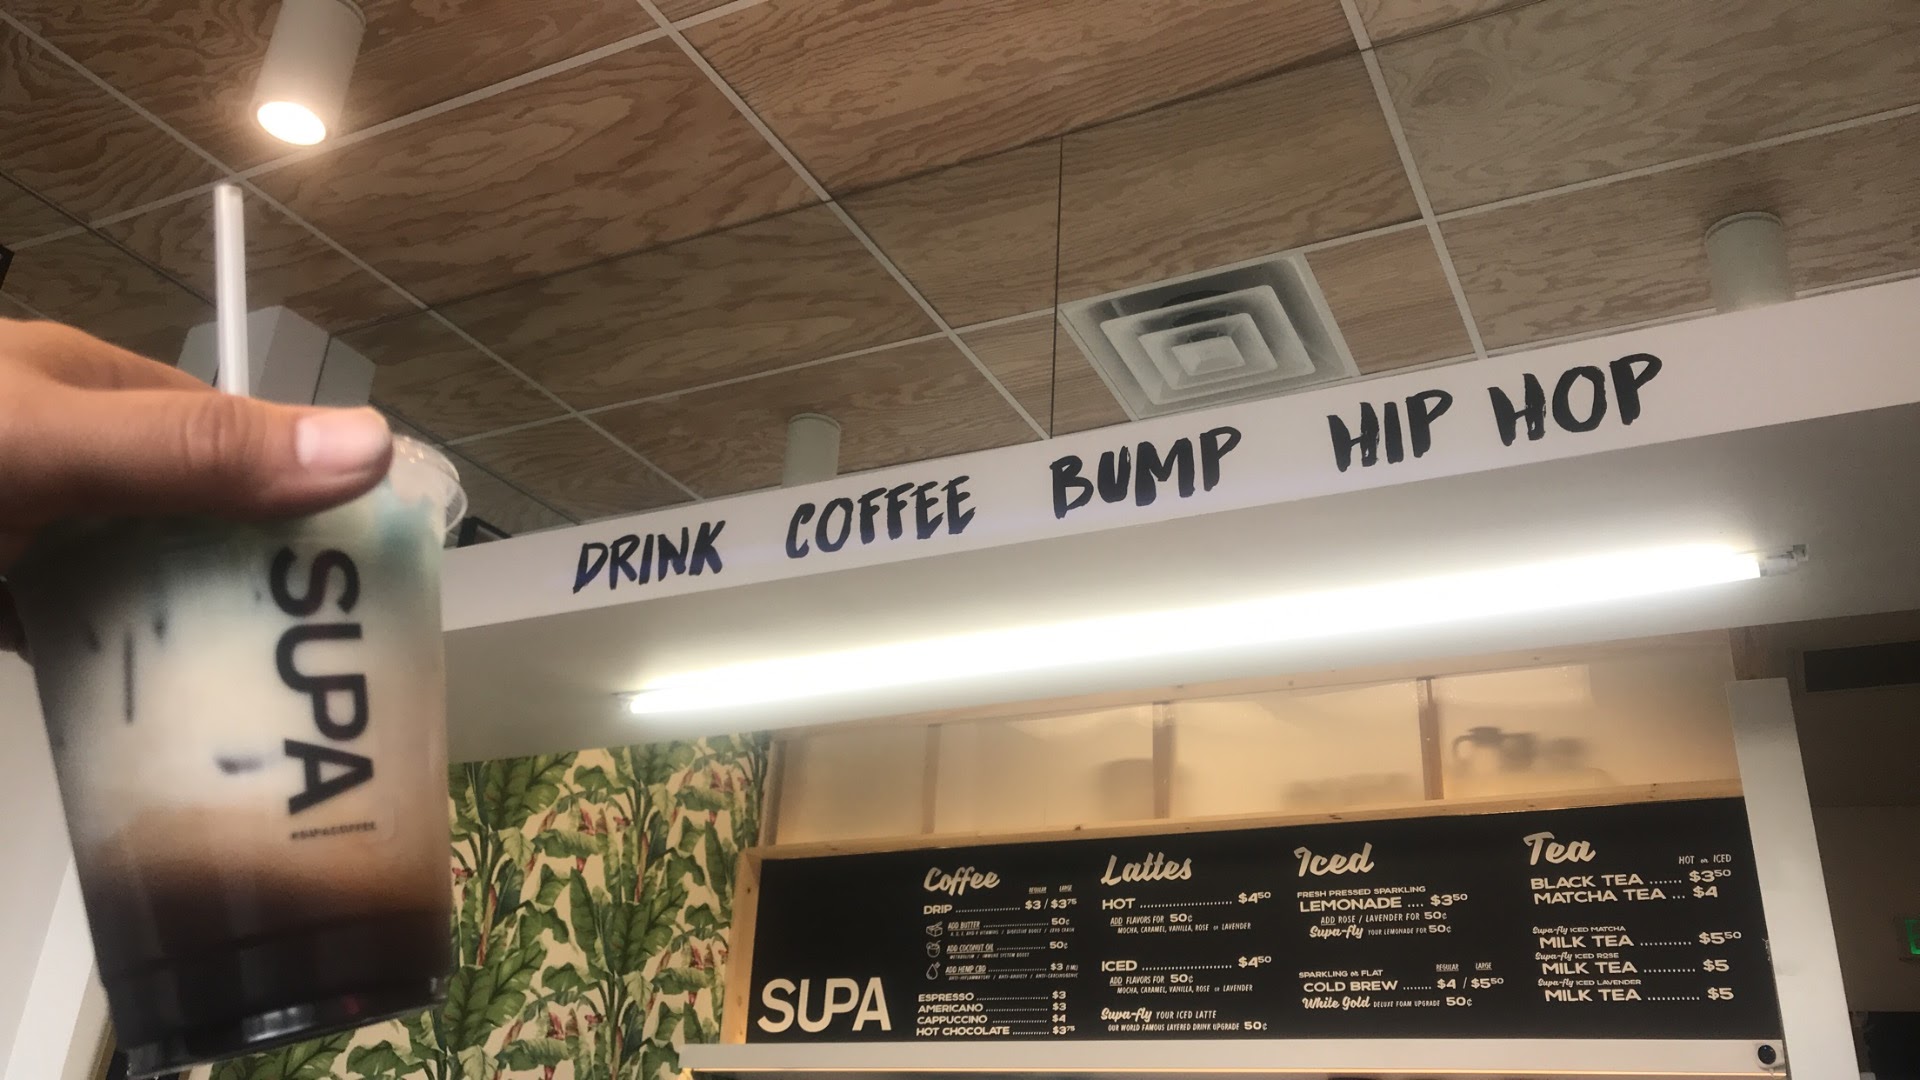 DRINK COFFEE BUMP HIP HOP
SUPA
#SUPACOFFEE
SUPA
Coffee
REGULAR LARGE
DRIP $3 / $3.75
ADD BUTTER 50¢
ADD COCONUT OIL 50¢
METABOLISM / IMMUNE SYSTEM BOOST
ADD HEMP CBD $3
ESPRESSO $3
AMERICANO $3
CAPPUCCINO $4
HOT CHOCOLATE $3.75
Lattes
HOT $4.50
ADD FLAVORS FOR 50¢
MOCHA, CARAMEL, VANILLA, ROSE or LAVENDER
ICED $4.50
ADD FLAVORS FOR 50¢
MOCHA, CARAMEL, VANILLA, ROSE or LAVENDER
Supa-fly YOUR ICED LATTE
OUR WORLD FAMOUS LAYERED DRINK UPGRADE 50¢
Iced
FRESH PRESSED SPARKLING
LEMONADE .... $3.50
ADD ROSE / LAVENDER FOR 50¢
Supa-fly YOUR LEMONADE FOR 50¢
REGULAR LARGE
SPARKLING or FLAT
COLD BREW ........ $4 / $5.50
White Gold DELUXE FOAM UPGRADE 50¢
Tea
HOT or ICED
BLACK TEA ....... $3.50
MATCHA TEA ... $4
Supa-fly ICED MATCHA
MILK TEA ........... $5.50
Supa-fly ICED ROSE
MILK TEA ........... $5
Supa-fly ICED LAVENDER
MILK TEA ........... $5